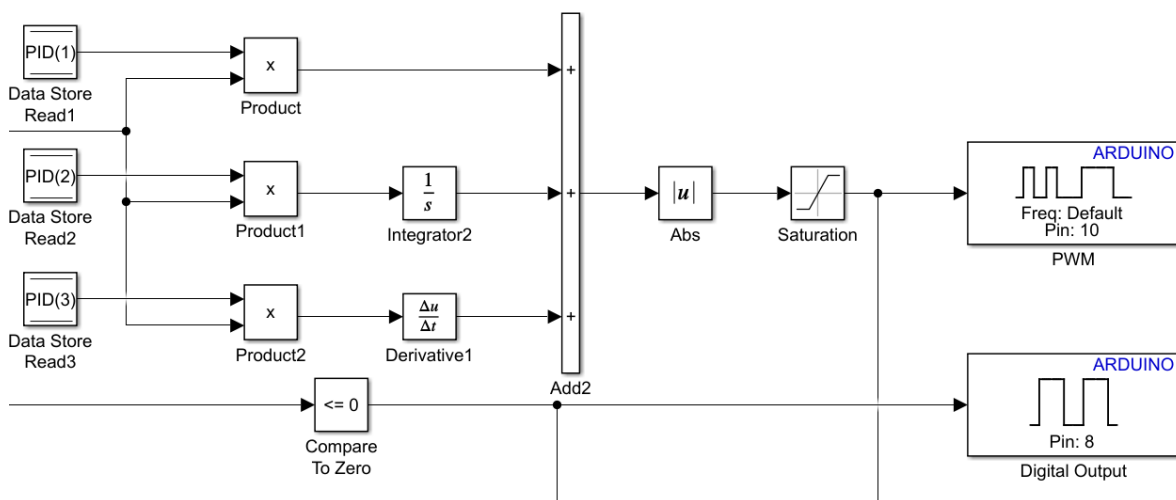 PID(1)
Data Store
Read1
x
Product
+
PID(2)
Data Store
Read2
x
Product1
1
s
Integrator2
+
|u|
Abs
Saturation
ARDUINO
Freq: Default
Pin: 10
PWM
PID(3)
Data Store
Read3
x
Product2
Δu
Δt
Derivative1
+
Add2
<= 0
Compare
To Zero
ARDUINO
Pin: 8
Digital Output